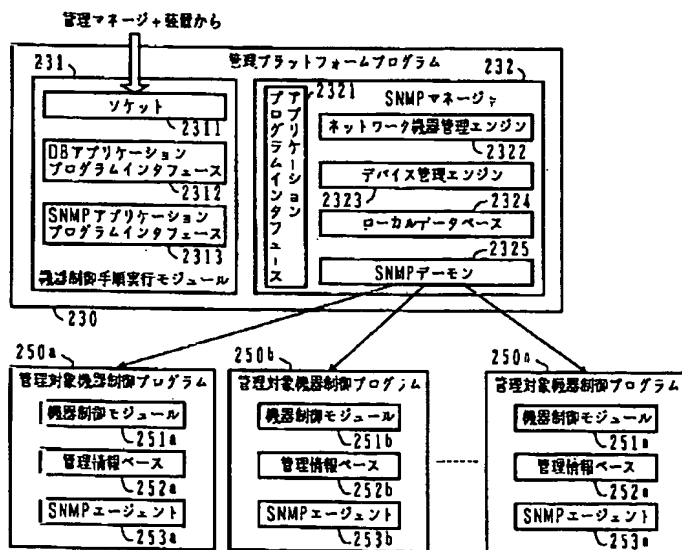 管理マネージャ装置から
231
管理プラットフォームプログラム
232
ソケット
2311
DBアプリケーション
プログラムインタフェース
2312
SNMPアプリケーション
プログラムインタフェース
2313
機器制御手順実行モジュール
アプリケーション
プログラムインタフェース
2321
SNMPマネージャ
ネットワーク機器管理エンジン
2322
デバイス管理エンジン
2323
2324
ローカルデータベース
2325
SNMPデーモン
230
250a
管理対象機器制御プログラム
機器制御モジュール
251a
管理情報ベース
252a
SNMPエージェント
253a
250b
管理対象機器制御プログラム
機器制御モジュール
251b
管理情報ベース
252b
SNMPエージェント
253b
250n
管理対象機器制御プログラム
機器制御モジュール
251n
管理情報ベース
252n
SNMPエージェント
253n